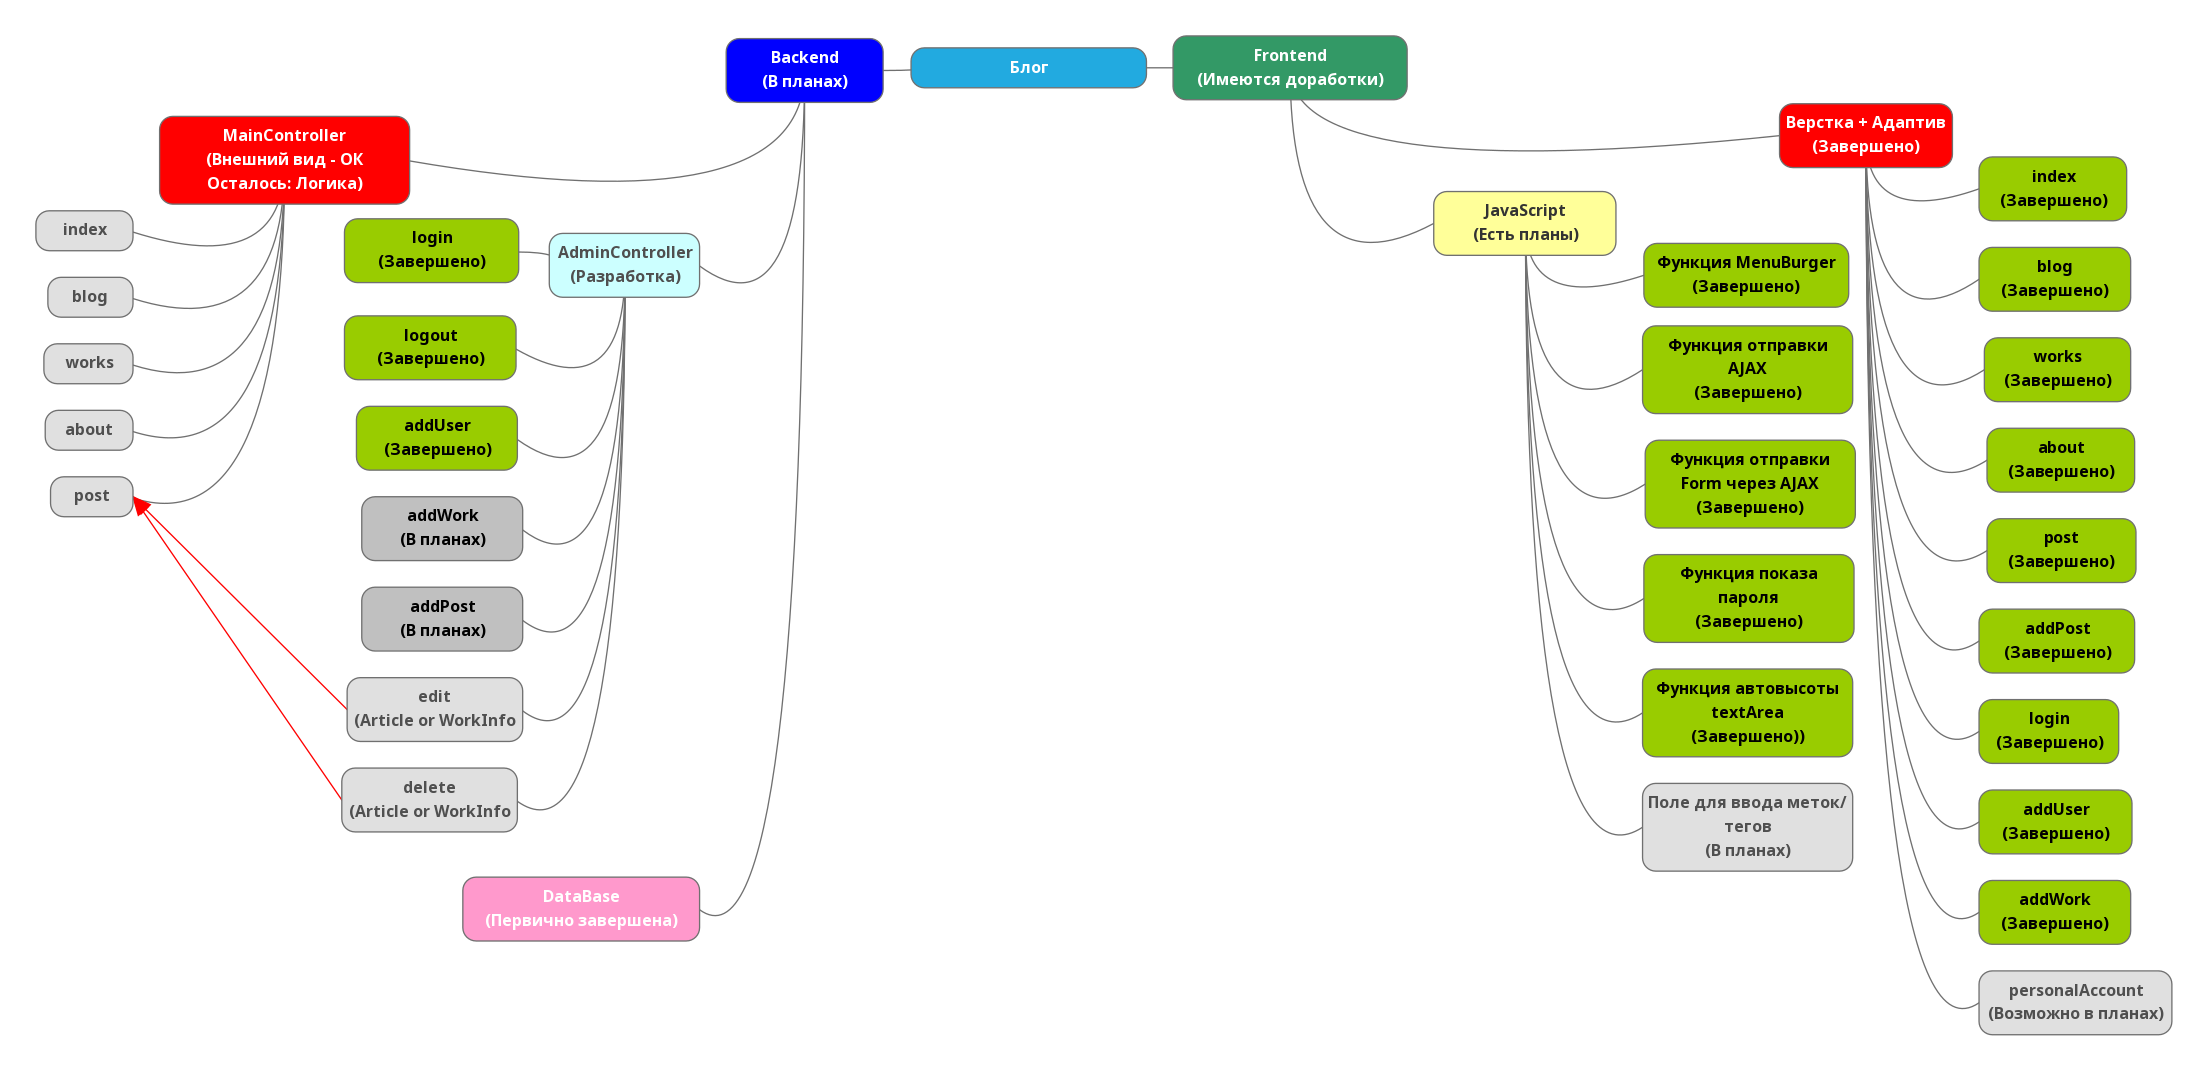 Блог
Backend
(В планах)
MainController
(Внешний вид - ОК
Осталось: Логика)
index
blog
works
about
post
AdminController
(Разработка)
login
(Завершено)
logout
(Завершено)
addUser
(Завершено)
addWork
(В планах)
addPost
(В планах)
edit
(Article or WorkInfo
delete
(Article or WorkInfo
DataBase
(Первично завершена)
Frontend
(Имеются доработки)
JavaScript
(Есть планы)
Функция MenuBurger
(Завершено)
Функция отправки
AJAX
(Завершено)
Функция отправки
Form через AJAX
(Завершено)
Функция показа
пароля
(Завершено)
Функция автовысоты
textArea
(Завершено))
Поле для ввода меток/
тегов
(В планах)
Верстка + Адаптив
(Завершено)
index
(Завершено)
blog
(Завершено)
works
(Завершено)
about
(Завершено)
post
(Завершено)
addPost
(Завершено)
login
(Завершено)
addUser
(Завершено)
addWork
(Завершено)
personalAccount
(Возможно в планах)